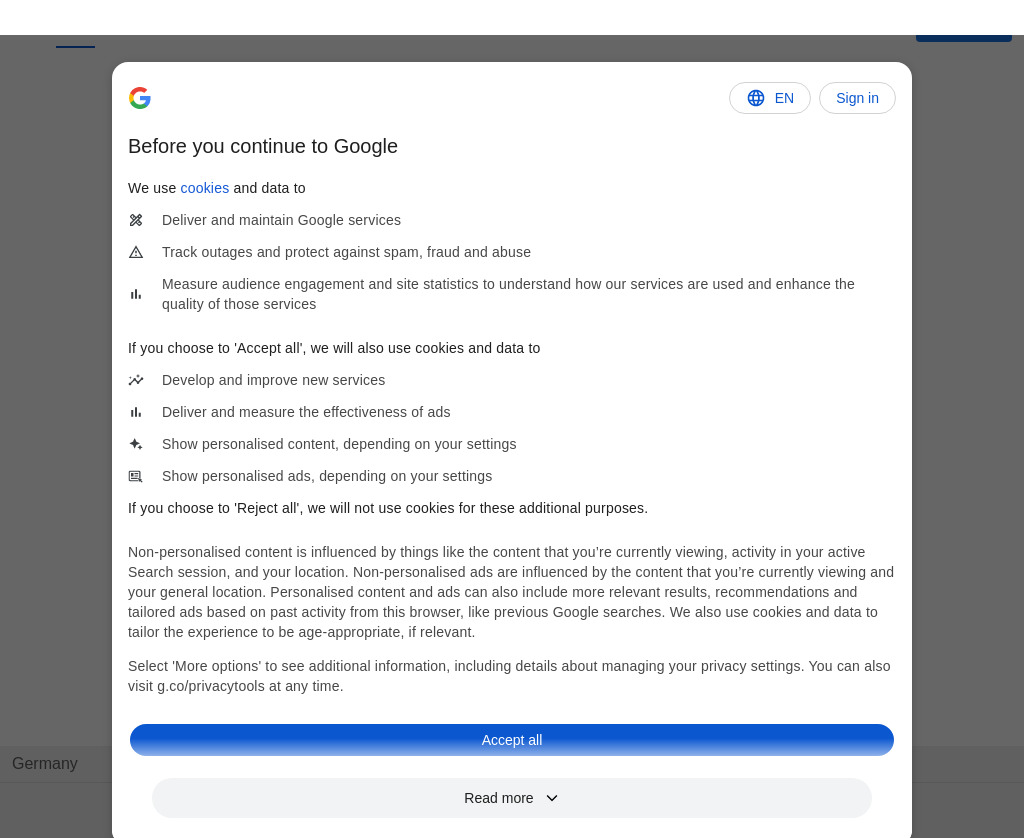 EN
Sign in
Before you continue to Google
We use cookies and data to
Deliver and maintain Google services
Track outages and protect against spam, fraud and abuse
Measure audience engagement and site statistics to understand how our services are used and enhance the
quality of those services
If you choose to 'Accept all', we will also use cookies and data to
Develop and improve new services
Deliver and measure the effectiveness of ads
Show personalised content, depending on your settings
Show personalised ads, depending on your settings
If you choose to 'Reject all', we will not use cookies for these additional purposes.
Non-personalised content is influenced by things like the content that you’re currently viewing, activity in your active
Search session, and your location. Non-personalised ads are influenced by the content that you’re currently viewing and
your general location. Personalised content and ads can also include more relevant results, recommendations and
tailored ads based on past activity from this browser, like previous Google searches. We also use cookies and data to
tailor the experience to be age-appropriate, if relevant.
Select 'More options' to see additional information, including details about managing your privacy settings. You can also
visit g.co/privacytools at any time.
Accept all
Germany
Read more